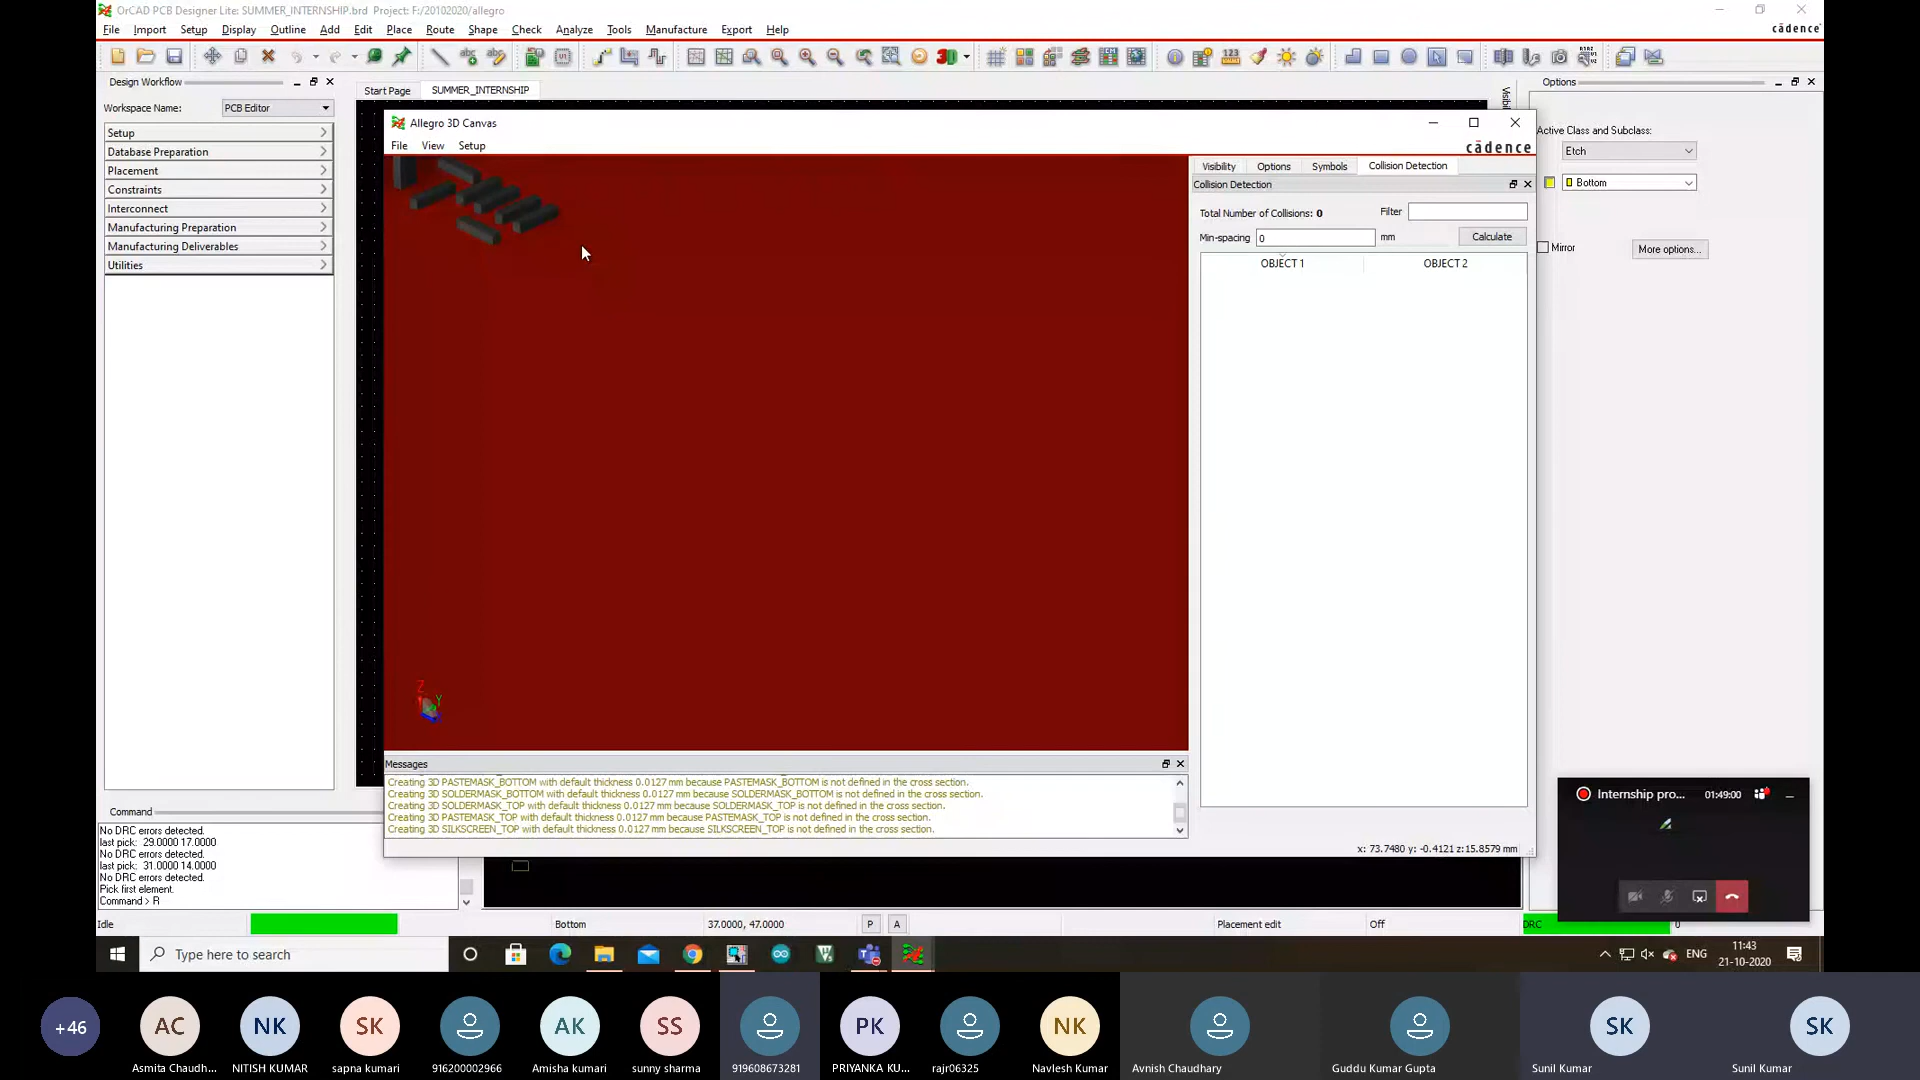 OrCAD PCB Designer Lite: SUMMER_INTERNSHIP.brd Project: F:/20102020/allegro
File Import Setup Display Outline Add Edit Place Route Shape Check Analyze Tools Manufacture Export Help
cādence
Design Workflow
Workspace Name: PCB Editor
Setup
Database Preparation
Placement
Constraints
Interconnect
Manufacturing Preparation
Manufacturing Deliverables
Utilities
Start Page SUMMER_INTERNSHIP
Allegro 3D Canvas
File View Setup
cādence
Visibility Options Symbols Collision Detection
Collision Detection
Total Number of Collisions: 0 Filter
Min-spacing 0 mm Calculate
OBJECT 1 OBJECT 2
Z
Y
Messages
Creating 3D PASTEMASK_BOTTOM with default thickness 0.0127 mm because PASTEMASK_BOTTOM is not defined in the cross section.
Creating 3D SOLDERMASK_BOTTOM with default thickness 0.0127 mm because SOLDERMASK_BOTTOM is not defined in the cross section.
Creating 3D SOLDERMASK_TOP with default thickness 0.0127 mm because SOLDERMASK_TOP is not defined in the cross section.
Creating 3D PASTEMASK_TOP with default thickness 0.0127 mm because PASTEMASK_TOP is not defined in the cross section.
Creating 3D SILKSCREEN_TOP with default thickness 0.0127 mm because SILKSCREEN_TOP is not defined in the cross section.
x: 73.7480 y: -0.4121 z:15.8579 mm
Options
Active Class and Subclass:
Etch
Bottom
Mirror More options...
Command
No DRC errors detected.
last pick: 29.0000 17.0000
No DRC errors detected.
last pick: 31.0000 14.0000
No DRC errors detected.
Pick first element.
Command > R
Internship pro... 01:49:00
Idle Bottom 37.0000, 47.0000 P A Placement edit Off DRC 0
Type here to search
ENG
11:43
21-10-2020
+46 AC NK SK AK SS PK NK SK SK
Asmita Chaudh... NITISH KUMAR sapna kumari 916200002966 Amisha kumari sunny sharma 919608673281 PRIYANKA KU... rajr06325 Navlesh Kumar Avnish Chaudhary Guddu Kumar Gupta Sunil Kumar Sunil Kumar